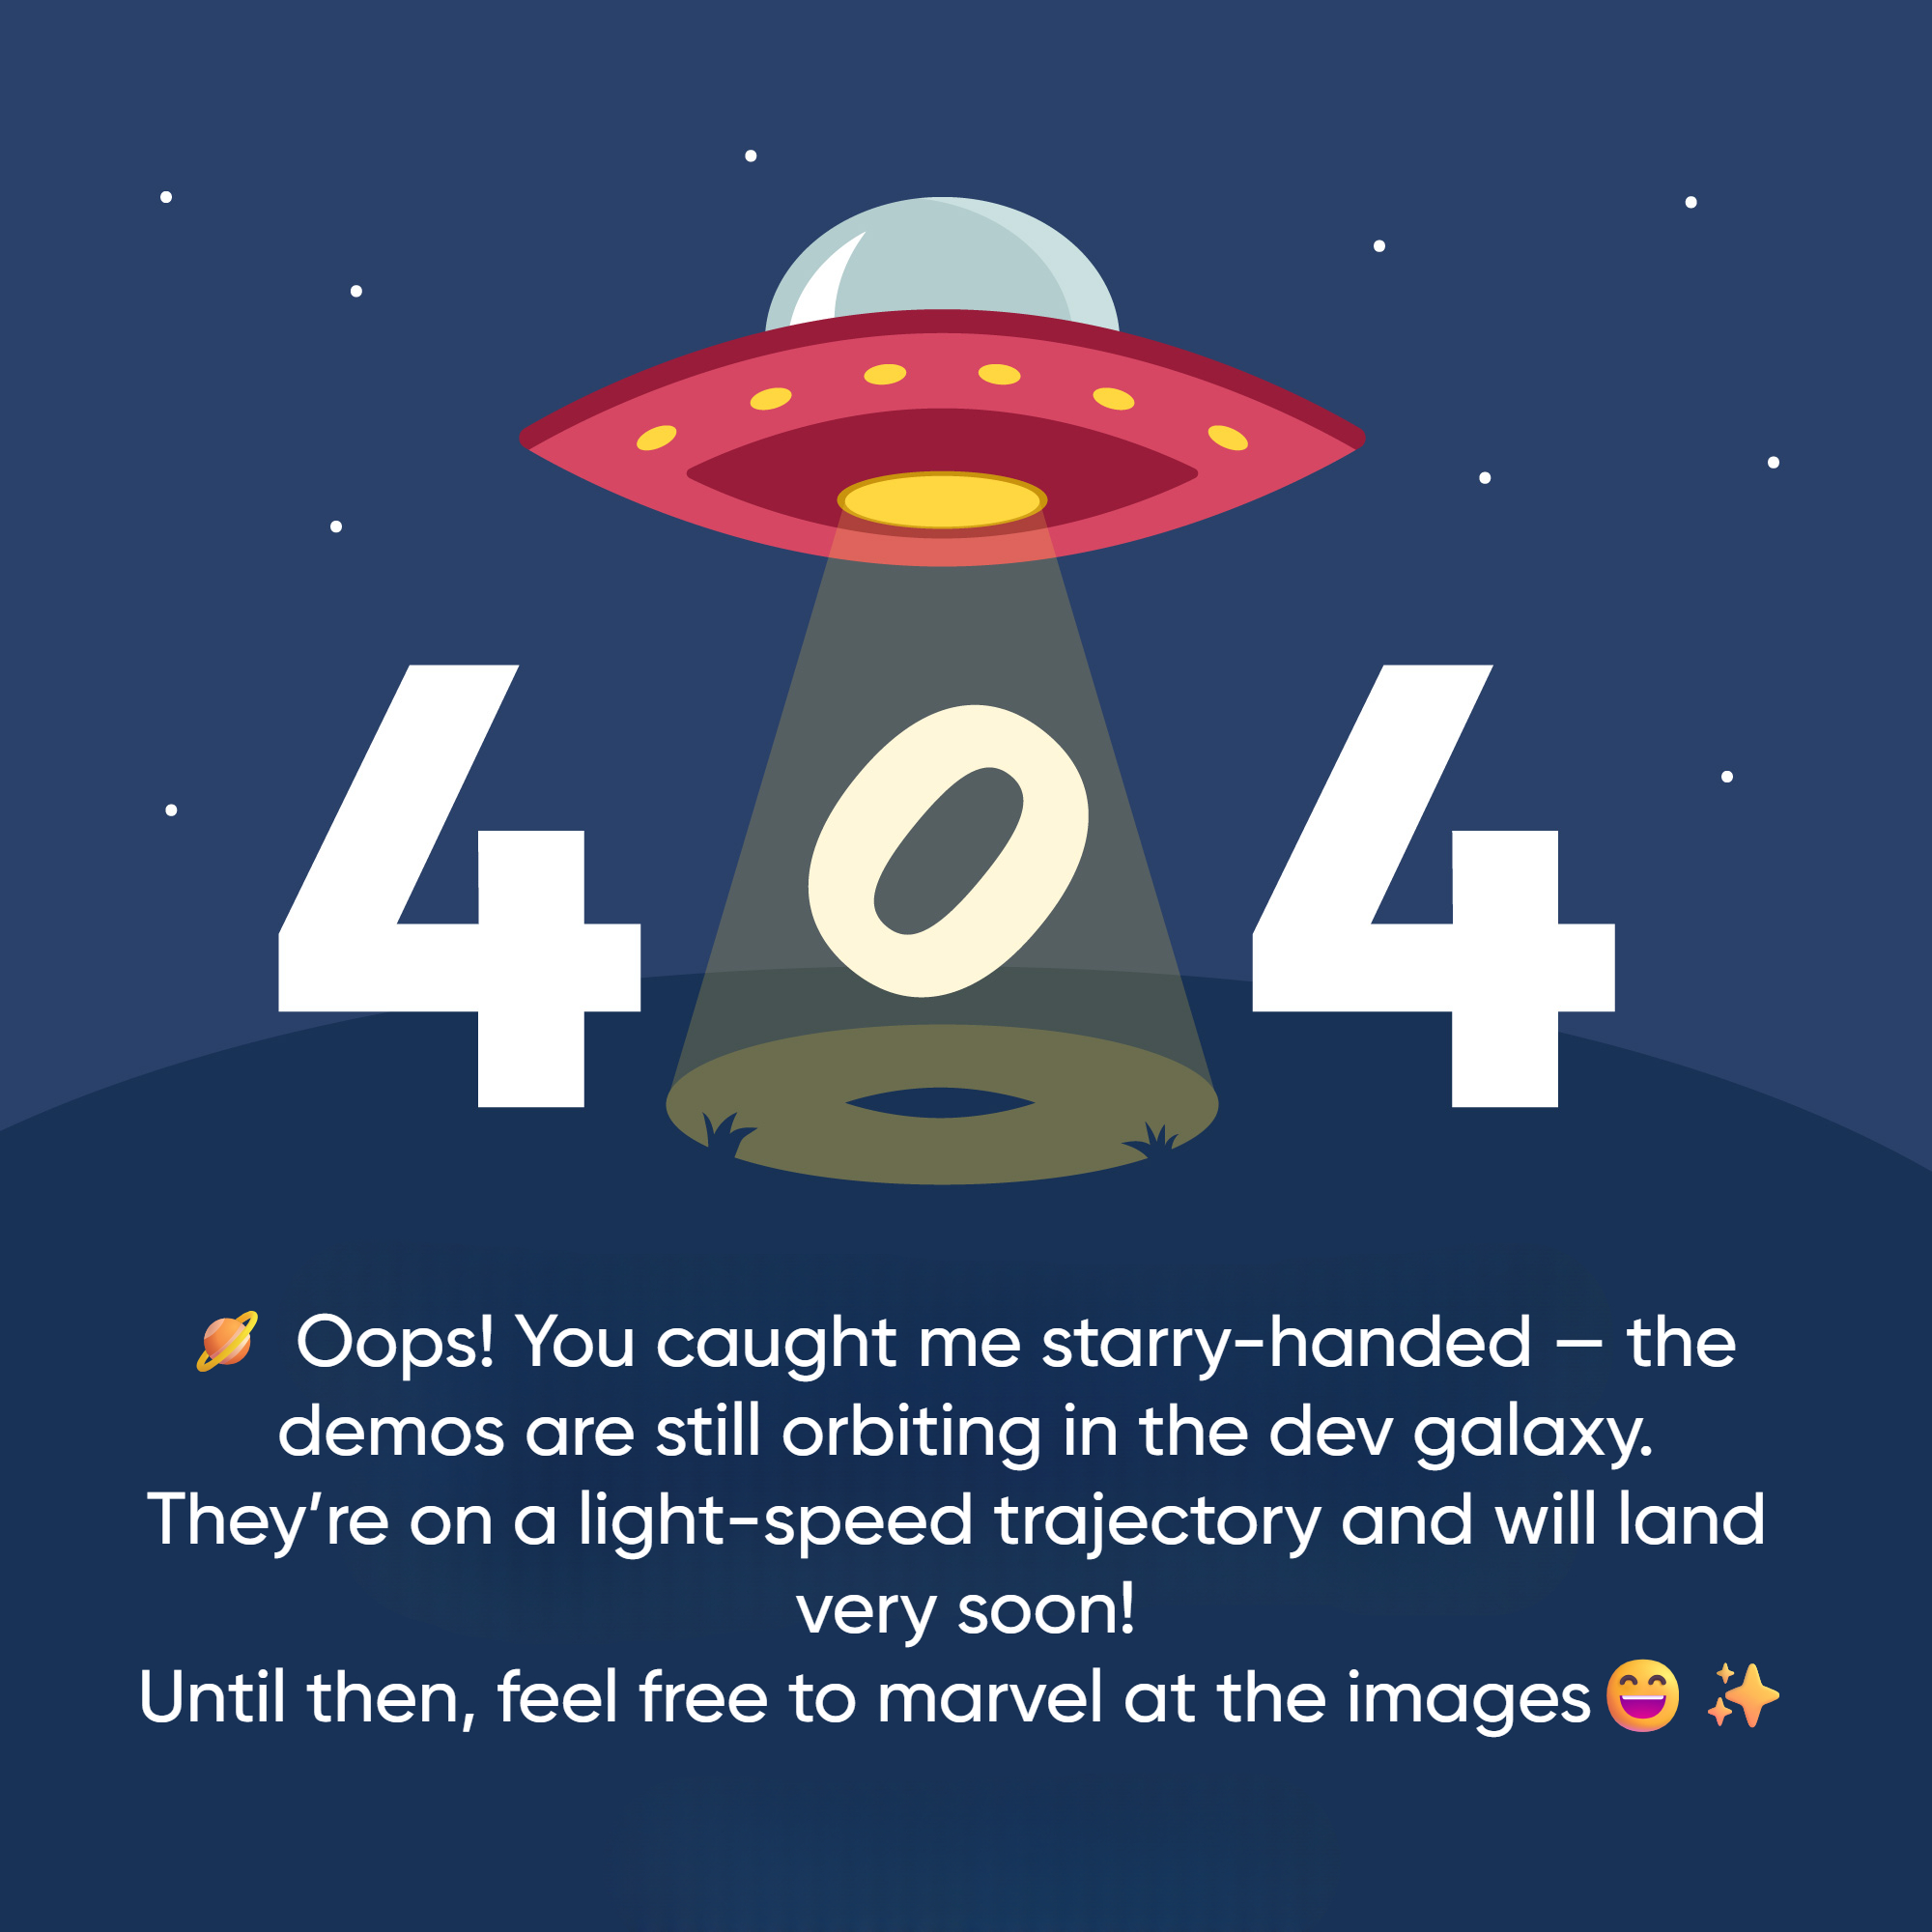 404
🪐 Oops! You caught me starry-handed — the
demos are still orbiting in the dev galaxy.
They’re on a light-speed trajectory and will land
very soon!
Until then, feel free to marvel at the images 😄 ✨